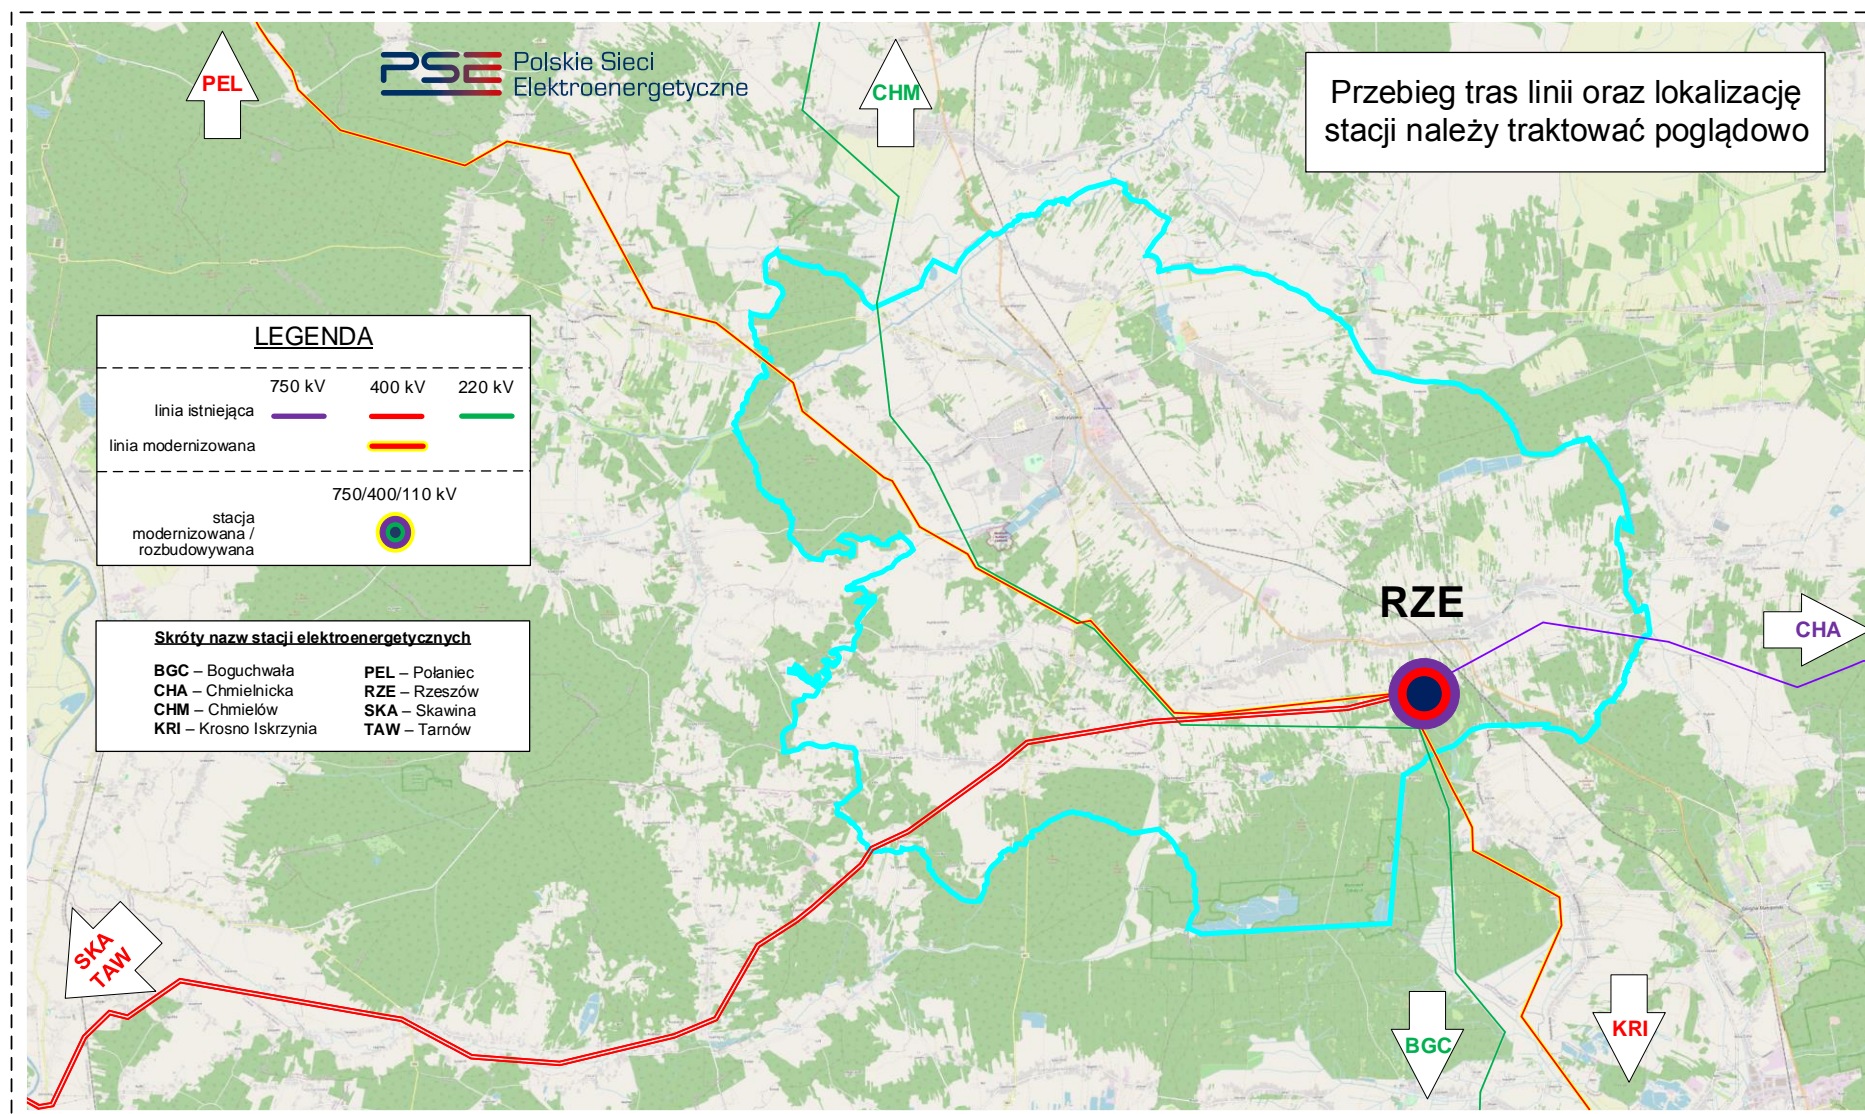 PEL
PSE Polskie Sieci
Elektroenergetyczne
CHM
Przebieg tras linii oraz lokalizację
stacji należy traktować poglądowo
LEGENDA
750 kV 400 kV 220 kV
linia istniejąca
linia modernizowana
750/400/110 kV
stacja
modernizowana /
rozbudowywana
RZE
CHA
Skróty nazw stacji elektroenergetycznych
BGC – Boguchwała
CHA – Chmielnicka
CHM – Chmielów
KRI – Krosno Iskrzynia
PEL – Połaniec
RZE – Rzeszów
SKA – Skawina
TAW – Tarnów
SKA
TAW
BGC
KRI